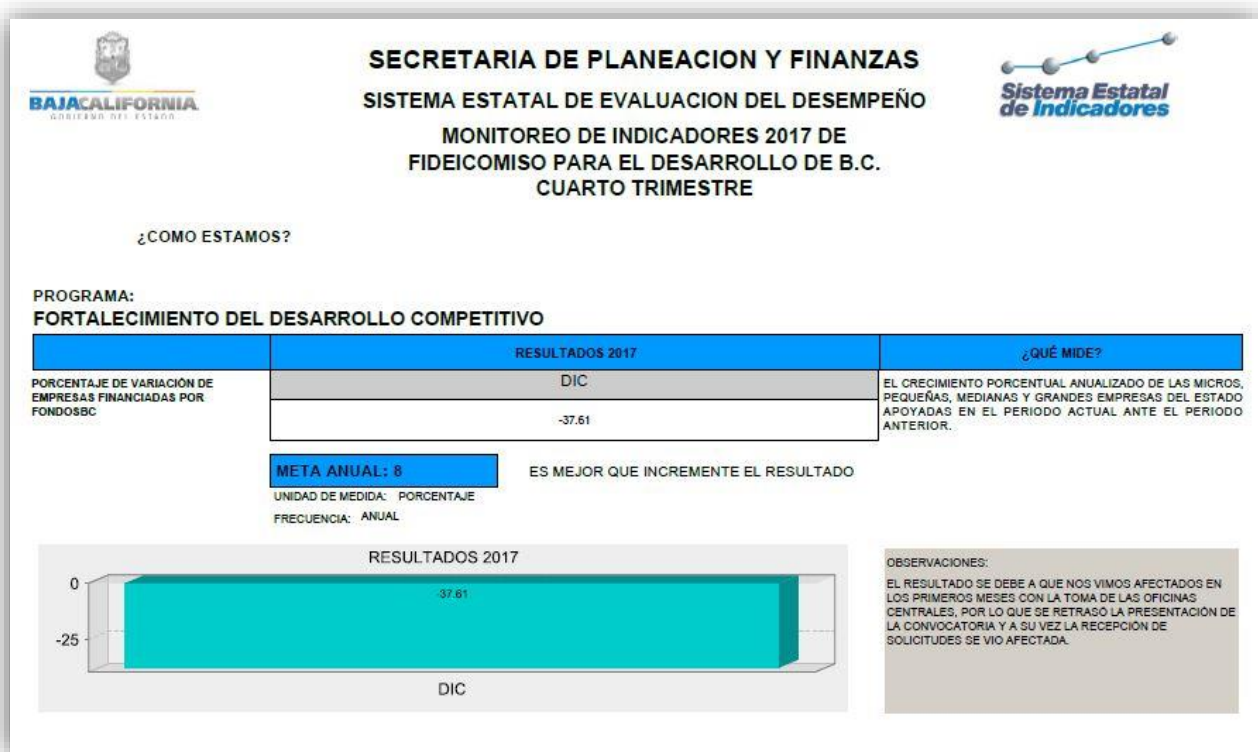 BAJACALIFORNIA
GOBIERNO DEL ESTADO
SECRETARIA DE PLANEACION Y FINANZAS
SISTEMA ESTATAL DE EVALUACION DEL DESEMPEÑO
MONITOREO DE INDICADORES 2017 DE
FIDEICOMISO PARA EL DESARROLLO DE B.C.
CUARTO TRIMESTRE
Sistema Estatal
de Indicadores
¿COMO ESTAMOS?
PROGRAMA:
FORTALECIMIENTO DEL DESARROLLO COMPETITIVO
RESULTADOS 2017
¿QUÉ MIDE?
PORCENTAJE DE VARIACIÓN DE
EMPRESAS FINANCIADAS POR
FONDOSBC
DIC
-37.61
EL CRECIMIENTO PORCENTUAL ANUALIZADO DE LAS MICROS,
PEQUEÑAS, MEDIANAS Y GRANDES EMPRESAS DEL ESTADO
APOYADAS EN EL PERIODO ACTUAL ANTE EL PERIODO
ANTERIOR.
META ANUAL: 8
ES MEJOR QUE INCREMENTE EL RESULTADO
UNIDAD DE MEDIDA: PORCENTAJE
FRECUENCIA: ANUAL
RESULTADOS 2017
0
-37.61
-25
DIC
OBSERVACIONES:
EL RESULTADO SE DEBE A QUE NOS VIMOS AFECTADOS EN
LOS PRIMEROS MESES CON LA TOMA DE LAS OFICINAS
CENTRALES, POR LO QUE SE RETRASÓ LA PRESENTACIÓN DE
LA CONVOCATORIA Y A SU VEZ LA RECEPCIÓN DE
SOLICITUDES SE VIO AFECTADA.